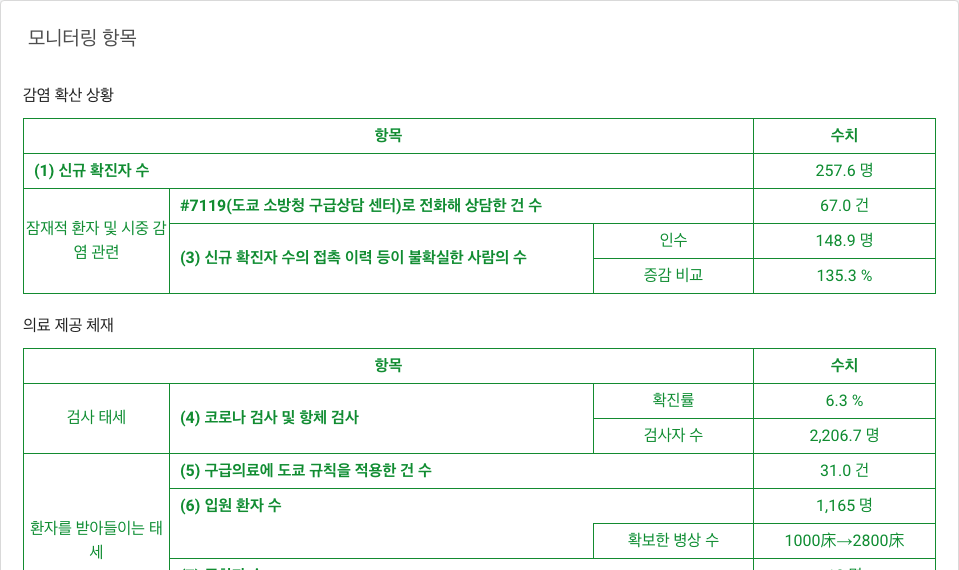 모니터링 항목
감염 확산 상황
항목 수치
(1) 신규 확진자 수 257.6 명
잠재적 환자 및 시중 감
염 관련
#7119(도쿄 소방청 구급상담 센터)로 전화해 상담한 건 수 67.0 건
(3) 신규 확진자 수의 접촉 이력 등이 불확실한 사람의 수
인수 148.9 명
증감 비교 135.3 %
의료 제공 체재
항목 수치
검사 태세
(4) 코로나 검사 및 항체 검사
확진률 6.3 %
검사자 수 2,206.7 명
환자를 받아들이는 태
세
(5) 구급의료에 도쿄 규칙을 적용한 건 수 31.0 건
(6) 입원 환자 수 1,165 명
확보한 병상 수 1000床→2800床